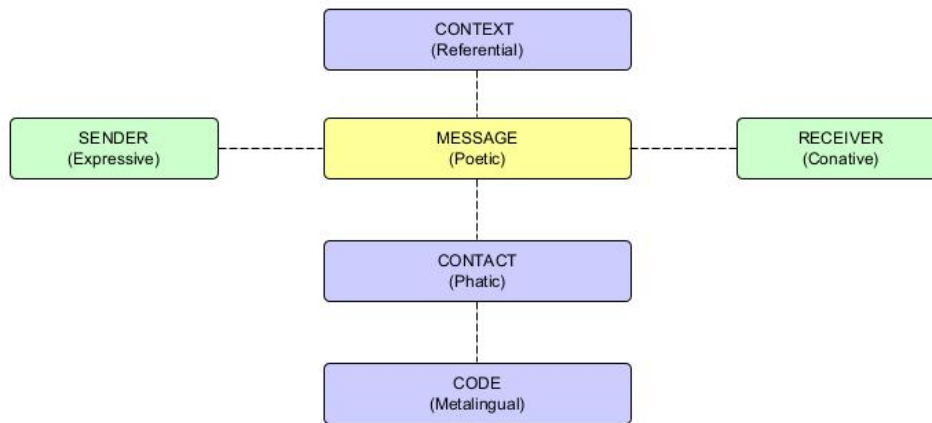 CONTEXT
(Referential)
SENDER
(Expressive)
MESSAGE
(Poetic)
RECEIVER
(Conative)
CONTACT
(Phatic)
CODE
(Metalingual)